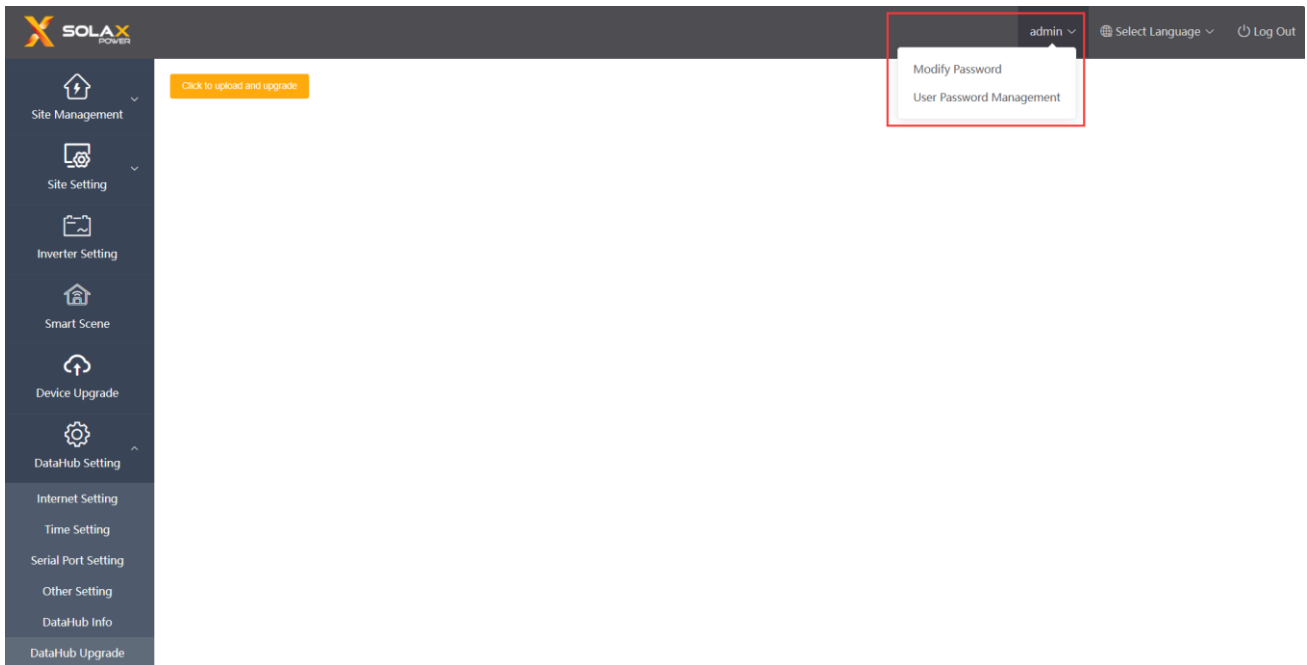 SOLAX
POWER
admin
Select Language
Log Out
Modify Password
User Password Management
Click to upload and upgrade
Site Management
Site Setting
Inverter Setting
Smart Scene
Device Upgrade
DataHub Setting
Internet Setting
Time Setting
Serial Port Setting
Other Setting
DataHub Info
DataHub Upgrade